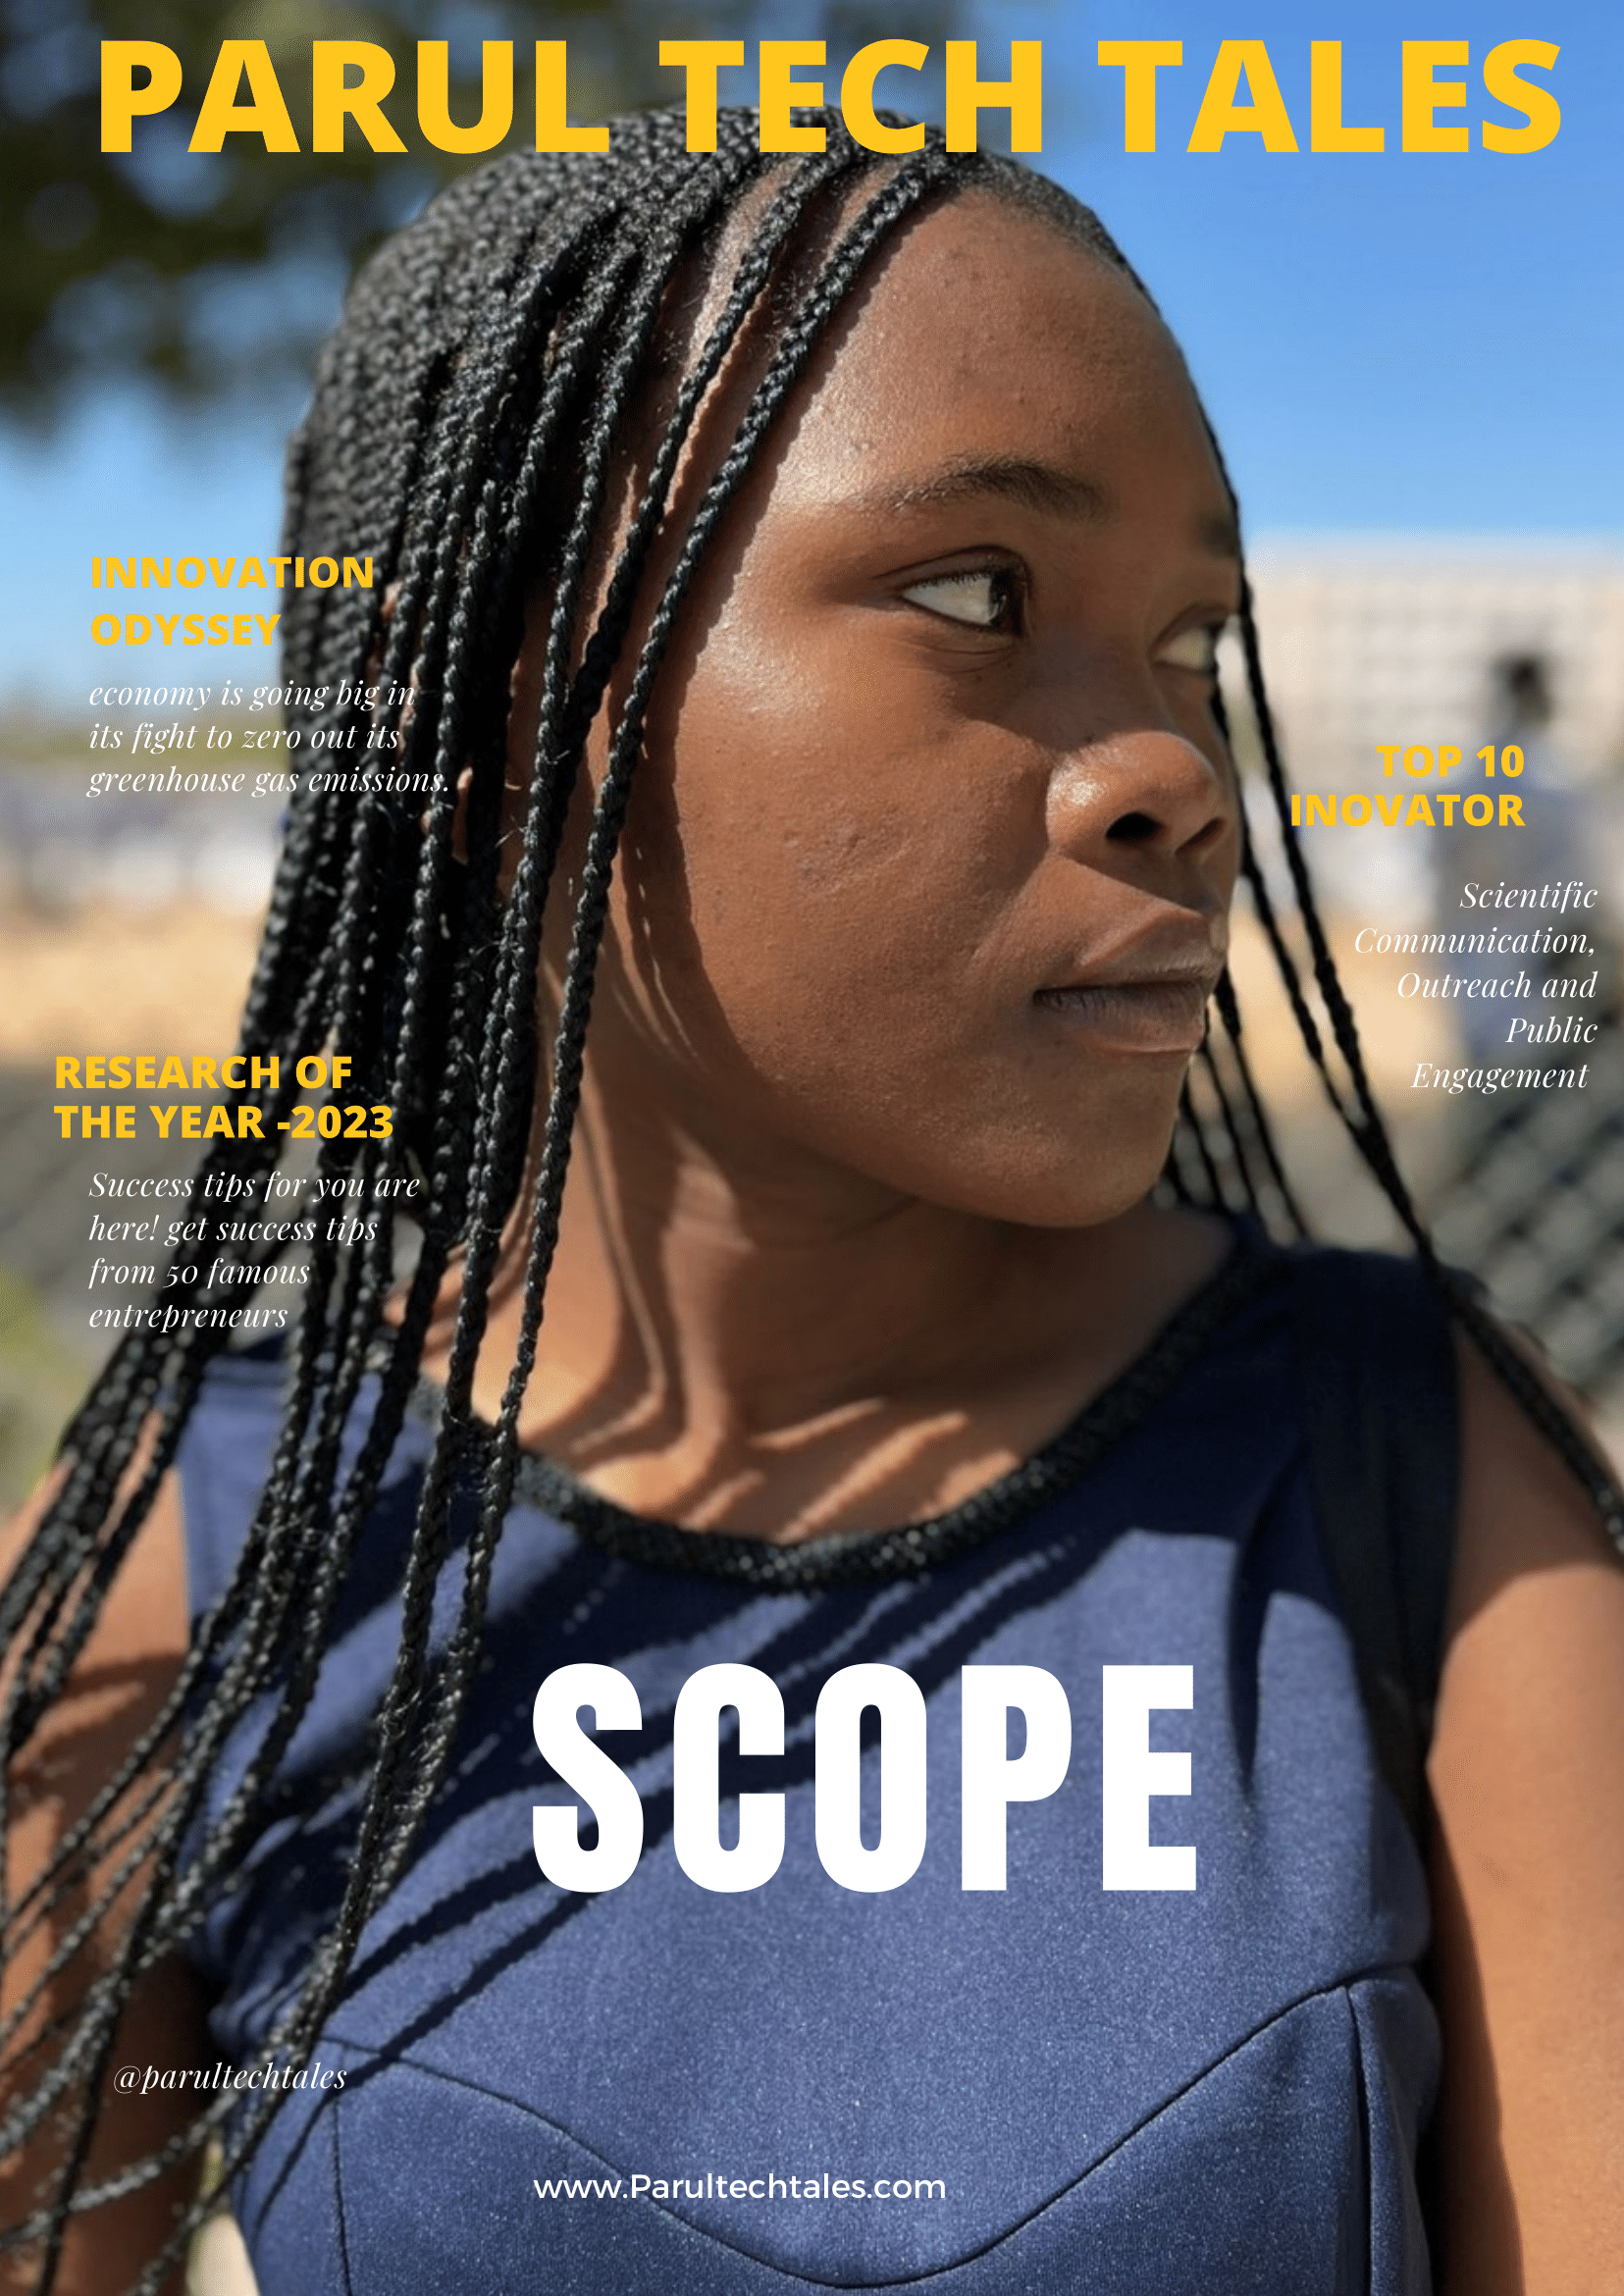 PARUL TECH TALES
INNOVATION
ODYSSEY
economy is going big in
its fight to zero out its
greenhouse gas emissions.
TOP 10
INOVATOR
Scientific
Communication,
Outreach and
Public
Engagement
RESEARCH OF
THE YEAR -2023
Success tips for you are
here! get success tips
from 50 famous
entrepreneurs
SCOPE
@parultechtales
www.Parultechtales.com